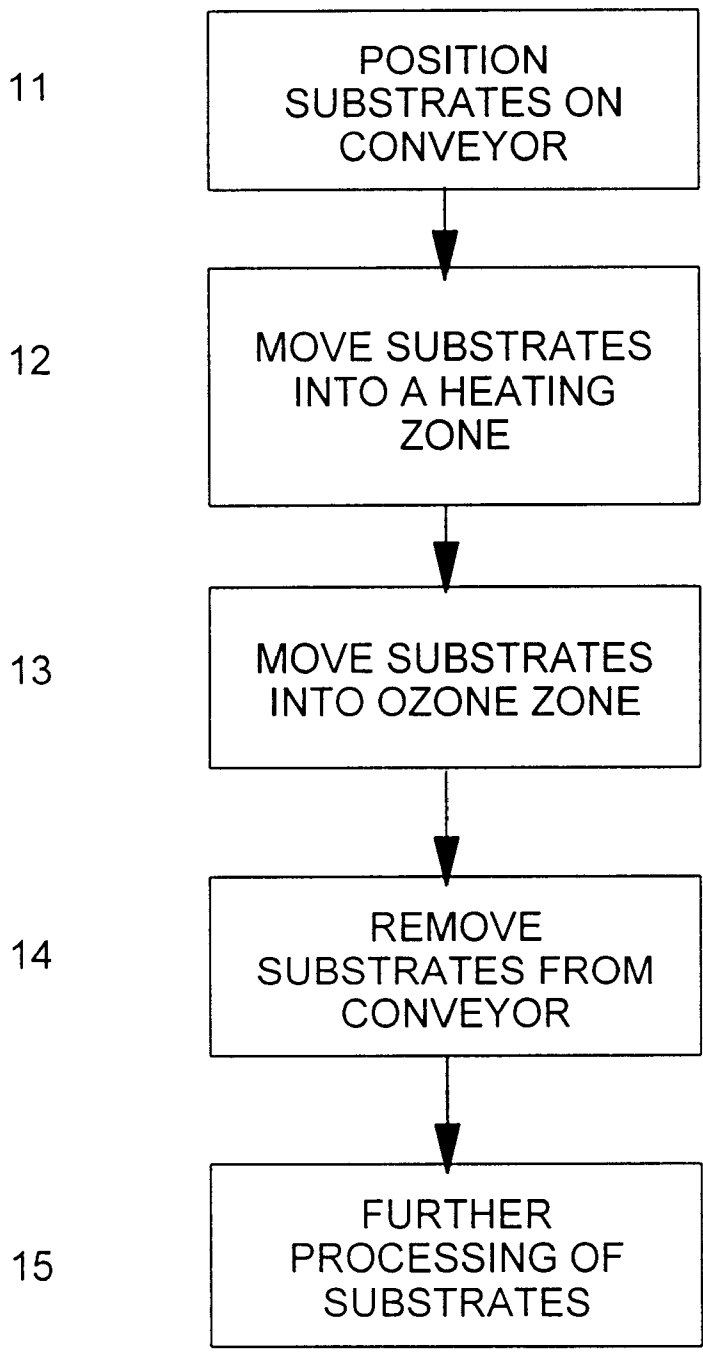 11
POSITION
SUBSTRATES ON
CONVEYOR
12
MOVE SUBSTRATES
INTO A HEATING
ZONE
13
MOVE SUBSTRATES
INTO OZONE ZONE
14
REMOVE
SUBSTRATES FROM
CONVEYOR
15
FURTHER
PROCESSING OF
SUBSTRATES